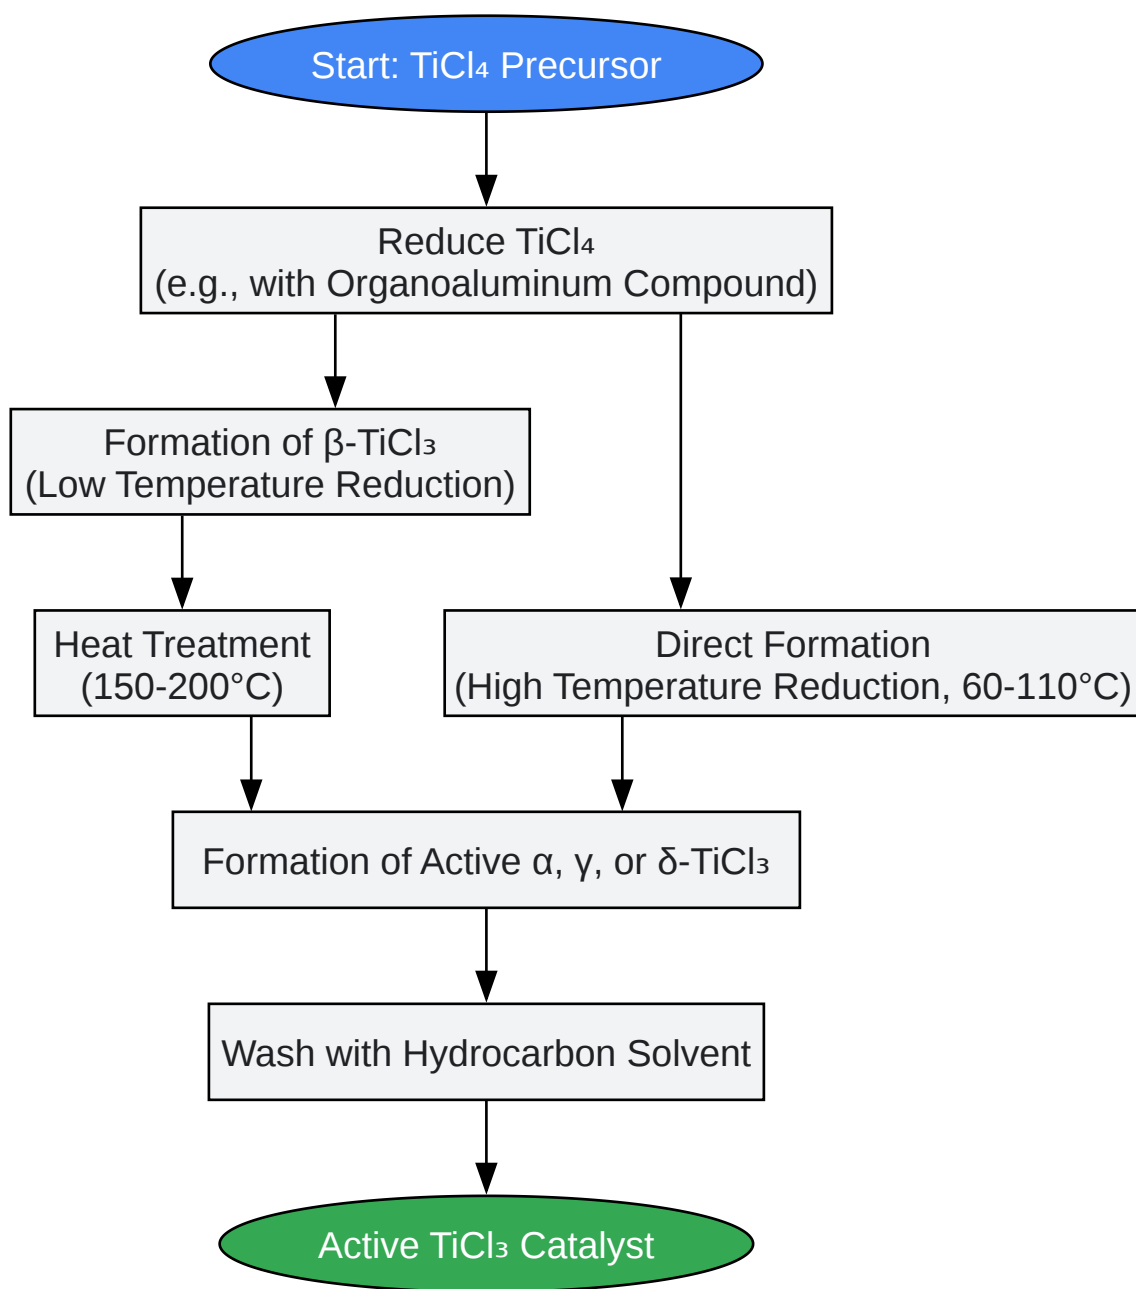 Start: TiCl₄ Precursor
Reduce TiCl₄
(e.g., with Organoaluminum Compound)
Formation of β-TiCl₃
(Low Temperature Reduction)
Heat Treatment
(150-200°C)
Direct Formation
(High Temperature Reduction, 60-110°C)
Formation of Active α, γ, or δ-TiCl₃
Wash with Hydrocarbon Solvent
Active TiCl₃ Catalyst